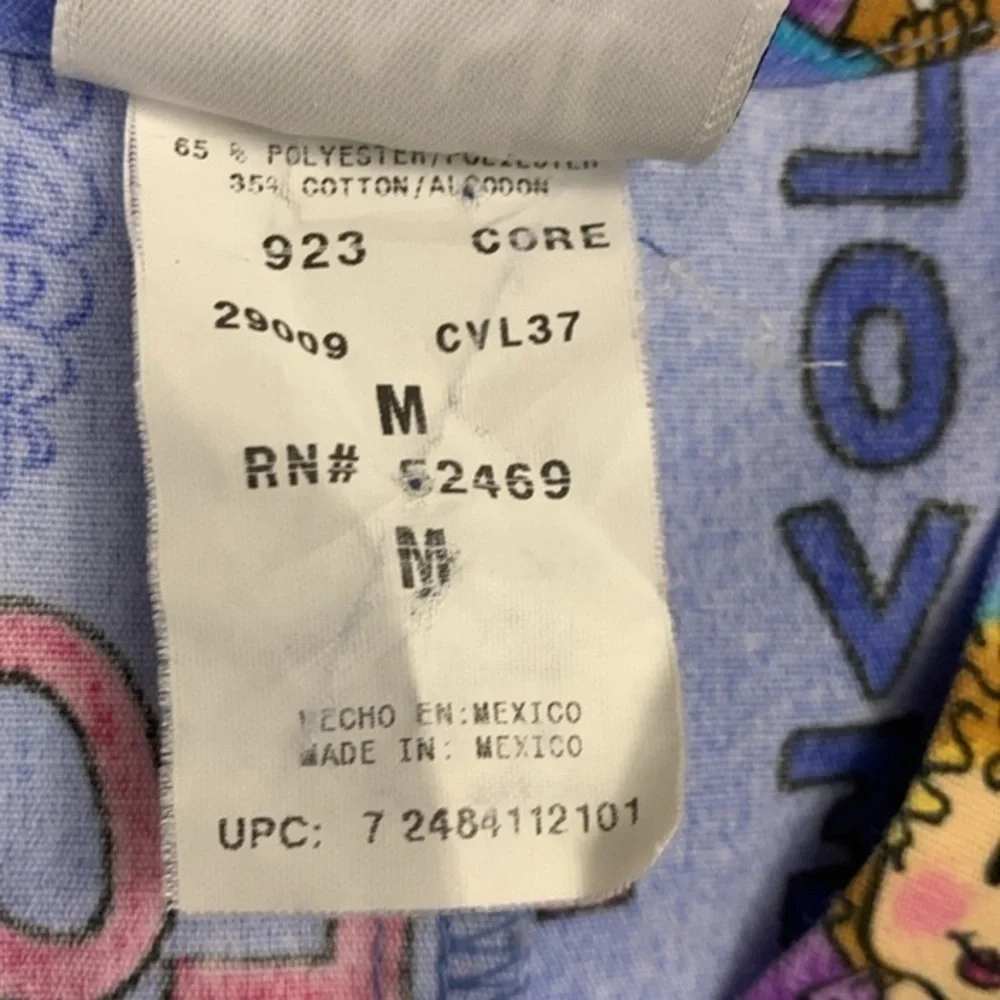 65 % POLYESTER/POLIESTER
35% COTTON/ALGODON
923 CORE
29009 CVL37
M
RN# 52469
M
HECHO EN:MEXICO
MADE IN: MEXICO
UPC: 7 2484112101
LOVE